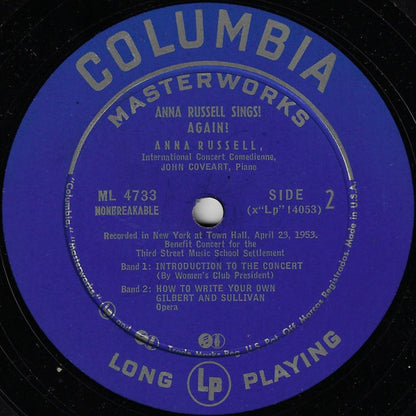 COLUMBIA
MASTERWORKS
ANNA RUSSELL SINGS!
AGAIN!
ANNA RUSSELL,
International Concert Comedienne,
JOHN COVEART, Piano
ML 4733
NONBREAKABLE
SIDE 2
(x"Lp" 14053)
Recorded in New York at Town Hall, April 23, 1953.
Benefit Concert for the
Third Street Music School Settlement
Band 1: INTRODUCTION TO THE CONCERT
(By Women's Club President)
Band 2: HOW TO WRITE YOUR OWN
GILBERT AND SULLIVAN
Opera
"Columbia," "Masterworks," Lp and Trade Marks Reg. U.S. Pat. Off. Marcas Registradas. Made in U.S.A.
LONG Lp PLAYING